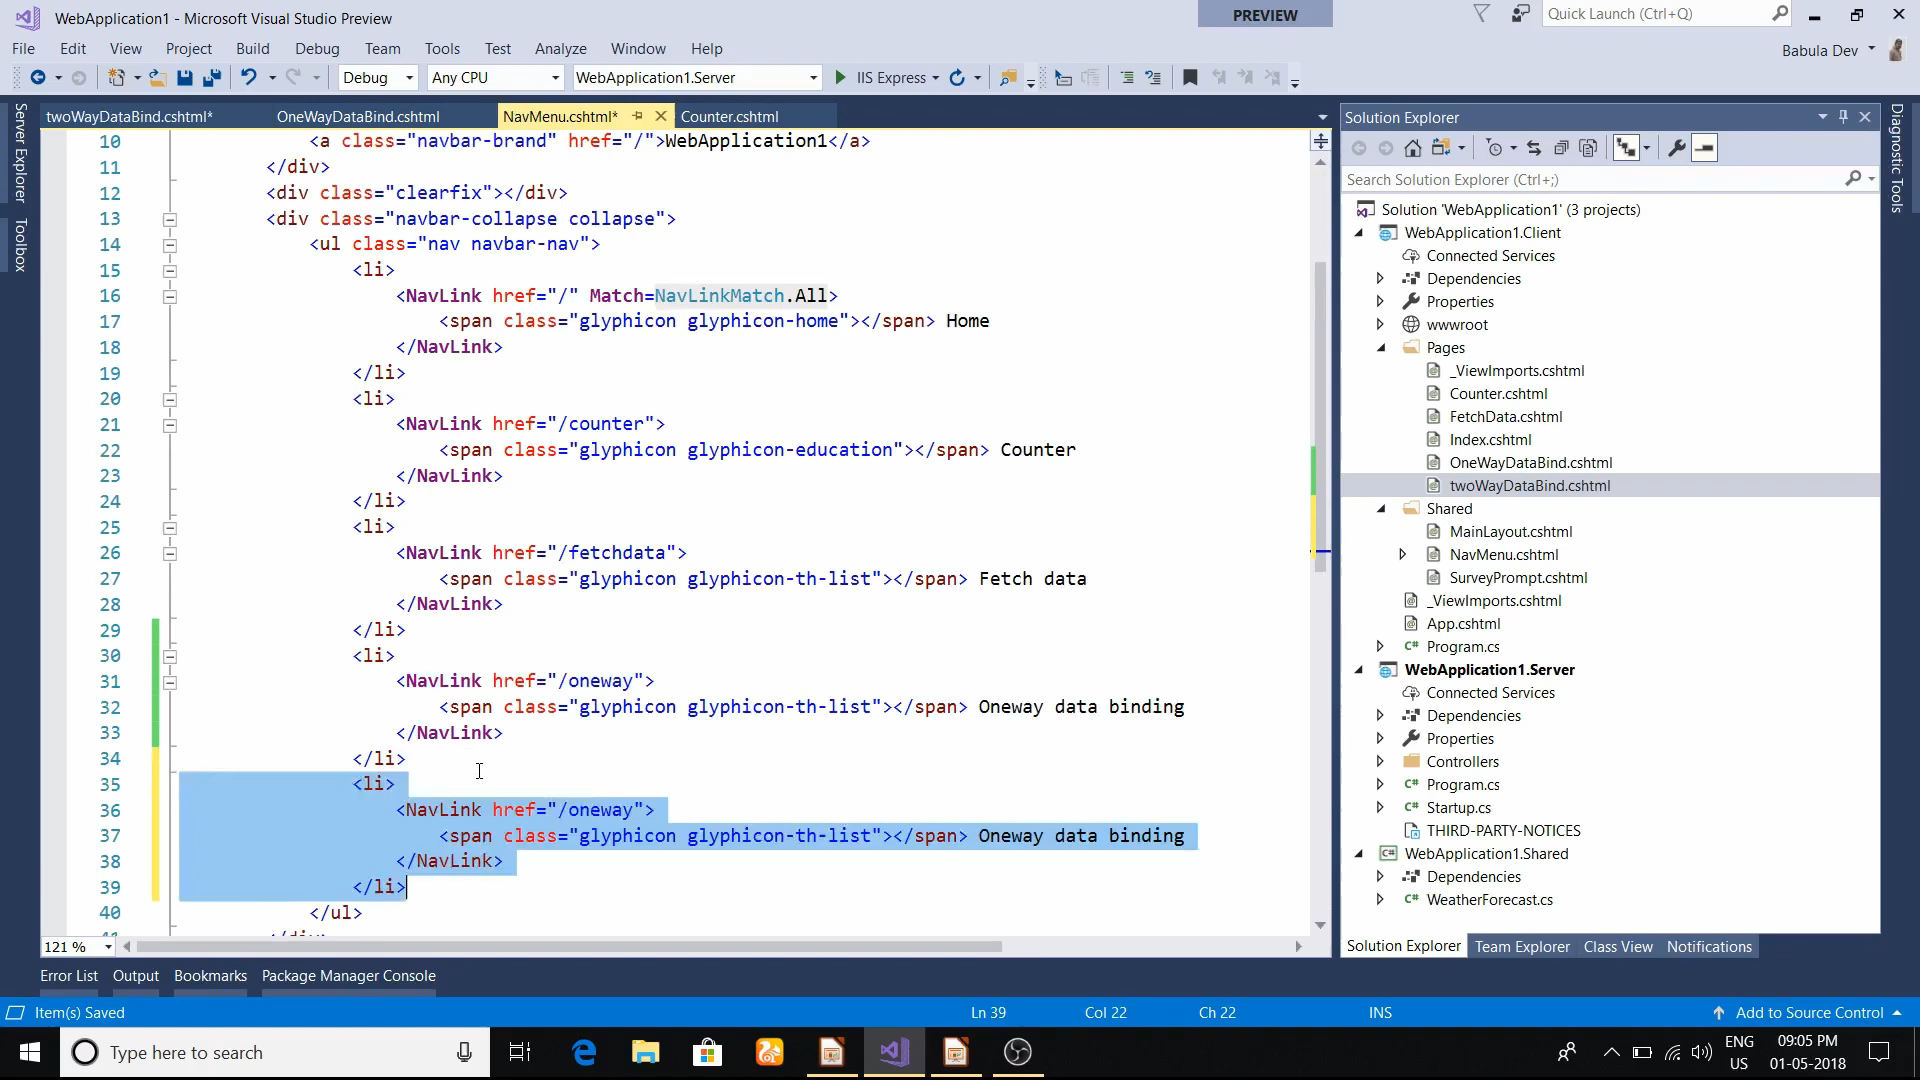 WebApplication1 - Microsoft Visual Studio Preview
PREVIEW
Quick Launch (Ctrl+Q)
File Edit View Project Build Debug Team Tools Test Analyze Window Help
Babula Dev
Debug Any CPU WebApplication1.Server IIS Express
Server Explorer
Toolbox
twoWayDataBind.cshtml* OneWayDataBind.cshtml NavMenu.cshtml* Counter.cshtml
10 <a class="navbar-brand" href="/">WebApplication1</a>
11 </div>
12 <div class="clearfix"></div>
13 <div class="navbar-collapse collapse">
14 <ul class="nav navbar-nav">
15 <li>
16 <NavLink href="/" Match=NavLinkMatch.All>
17 <span class="glyphicon glyphicon-home"></span> Home
18 </NavLink>
19 </li>
20 <li>
21 <NavLink href="/counter">
22 <span class="glyphicon glyphicon-education"></span> Counter
23 </NavLink>
24 </li>
25 <li>
26 <NavLink href="/fetchdata">
27 <span class="glyphicon glyphicon-th-list"></span> Fetch data
28 </NavLink>
29 </li>
30 <li>
31 <NavLink href="/oneway">
32 <span class="glyphicon glyphicon-th-list"></span> Oneway data binding
33 </NavLink>
34 </li>
35 <li>
36 <NavLink href="/oneway">
37 <span class="glyphicon glyphicon-th-list"></span> Oneway data binding
38 </NavLink>
39 </li>
40 </ul>
121 %
Solution Explorer
Search Solution Explorer (Ctrl+;)
Solution 'WebApplication1' (3 projects)
WebApplication1.Client
Connected Services
Dependencies
Properties
wwwroot
Pages
_ViewImports.cshtml
Counter.cshtml
FetchData.cshtml
Index.cshtml
OneWayDataBind.cshtml
twoWayDataBind.cshtml
Shared
MainLayout.cshtml
NavMenu.cshtml
SurveyPrompt.cshtml
_ViewImports.cshtml
App.cshtml
Program.cs
WebApplication1.Server
Connected Services
Dependencies
Properties
Controllers
Program.cs
Startup.cs
THIRD-PARTY-NOTICES
WebApplication1.Shared
Dependencies
WeatherForecast.cs
Solution Explorer Team Explorer Class View Notifications
Diagnostic Tools
Error List Output Bookmarks Package Manager Console
Item(s) Saved Ln 39 Col 22 Ch 22 INS Add to Source Control
Type here to search
ENG
US
09:05 PM
01-05-2018